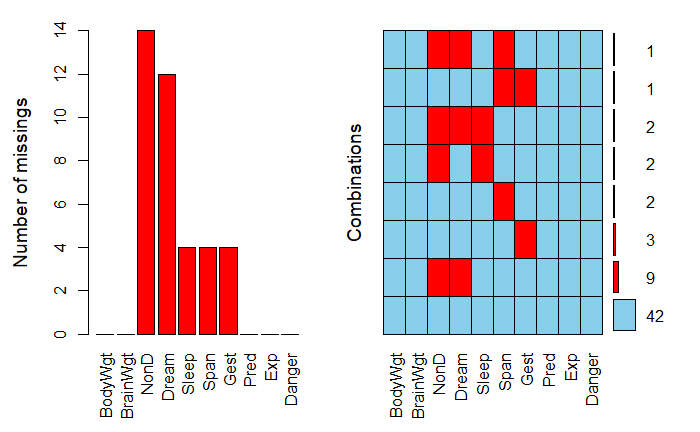 Number of missings
0 2 4 6 8 10 12 14
BodyWgt BrainWgt NonD Dream Sleep Span Gest Pred Exp Danger
Combinations
1
1
2
2
2
3
9
42
BodyWgt BrainWgt NonD Dream Sleep Span Gest Pred Exp Danger